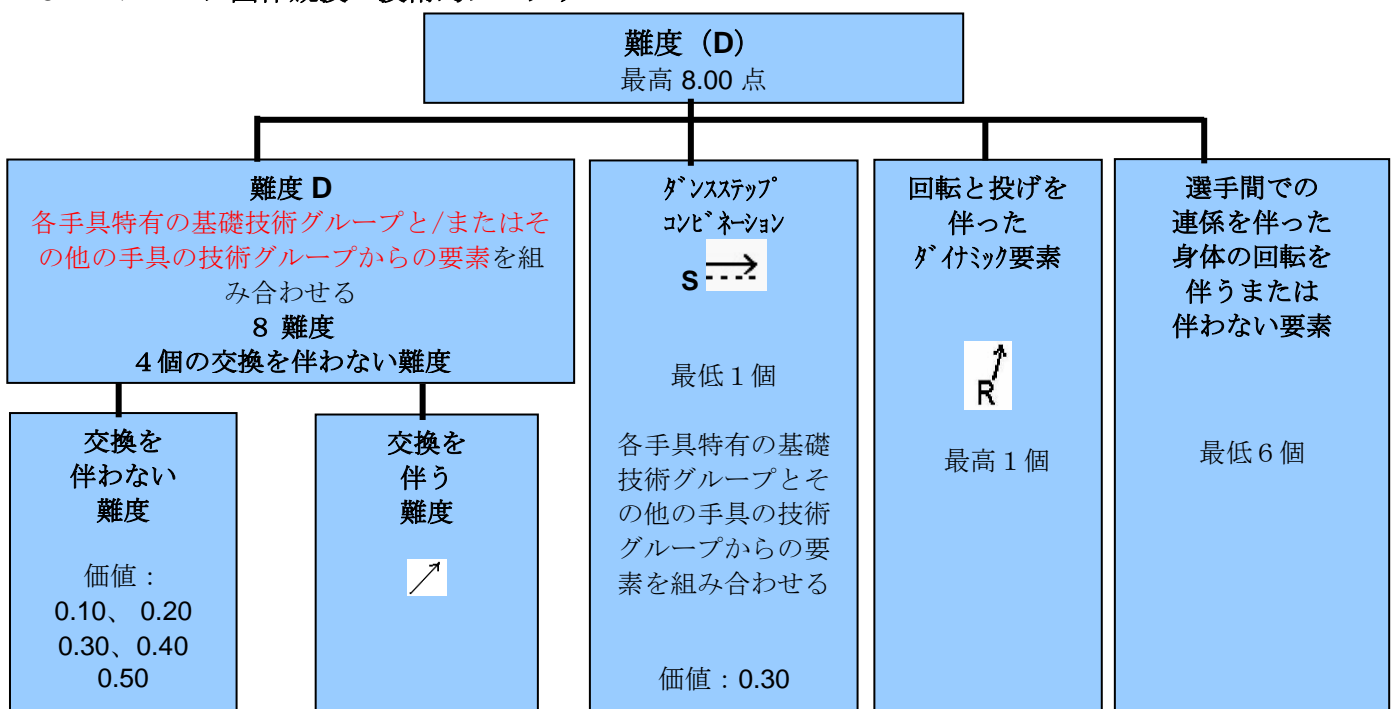 難度（D）
最高 8.00 点
難度 D
各手具特有の基礎技術グループと/またはそ
の他の手具の技術グループからの要素を組
み合わせる
８ 難度
４個の交換を伴わない難度
交換を
伴わない
難度
価値：
0.10、 0.20
0.30、0.40
0.50
交換を
伴う
難度
ﾀﾞﾝｽｽﾃｯﾌﾟ
ｺﾝﾋﾞﾈｰｼｮﾝ
S
最低１個
各手具特有の基礎
技術グループとそ
の他の手具の技術
グループからの要
素を組み合わせる
価値：0.30
回転と投げを
伴った
ﾀﾞｲﾅﾐｯｸ要素
R
最高１個
選手間での
連係を伴った
身体の回転を
伴うまたは
伴わない要素
最低６個